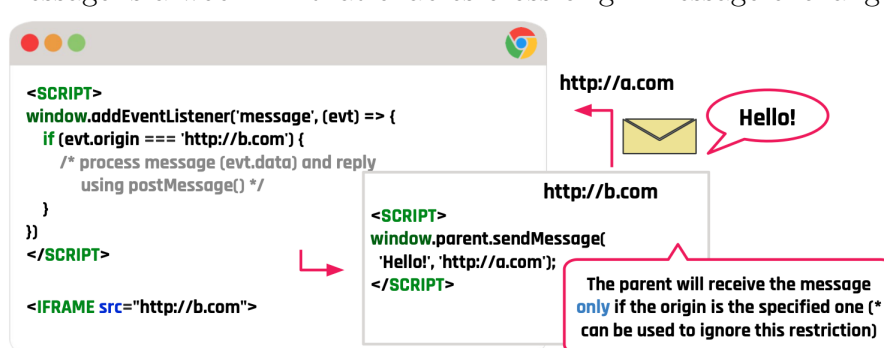 <SCRIPT>
window.addEventListener('message', (evt) => {
if (evt.origin === 'http://b.com') {
/* process message (evt.data) and reply
using postMessage() */
}
})
</SCRIPT>
<IFRAME src="http://b.com">
http://a.com
Hello!
http://b.com
<SCRIPT>
window.parent.sendMessage(
'Hello!', 'http://a.com');
</SCRIPT>
The parent will receive the message
only if the origin is the specified one (*
can be used to ignore this restriction)